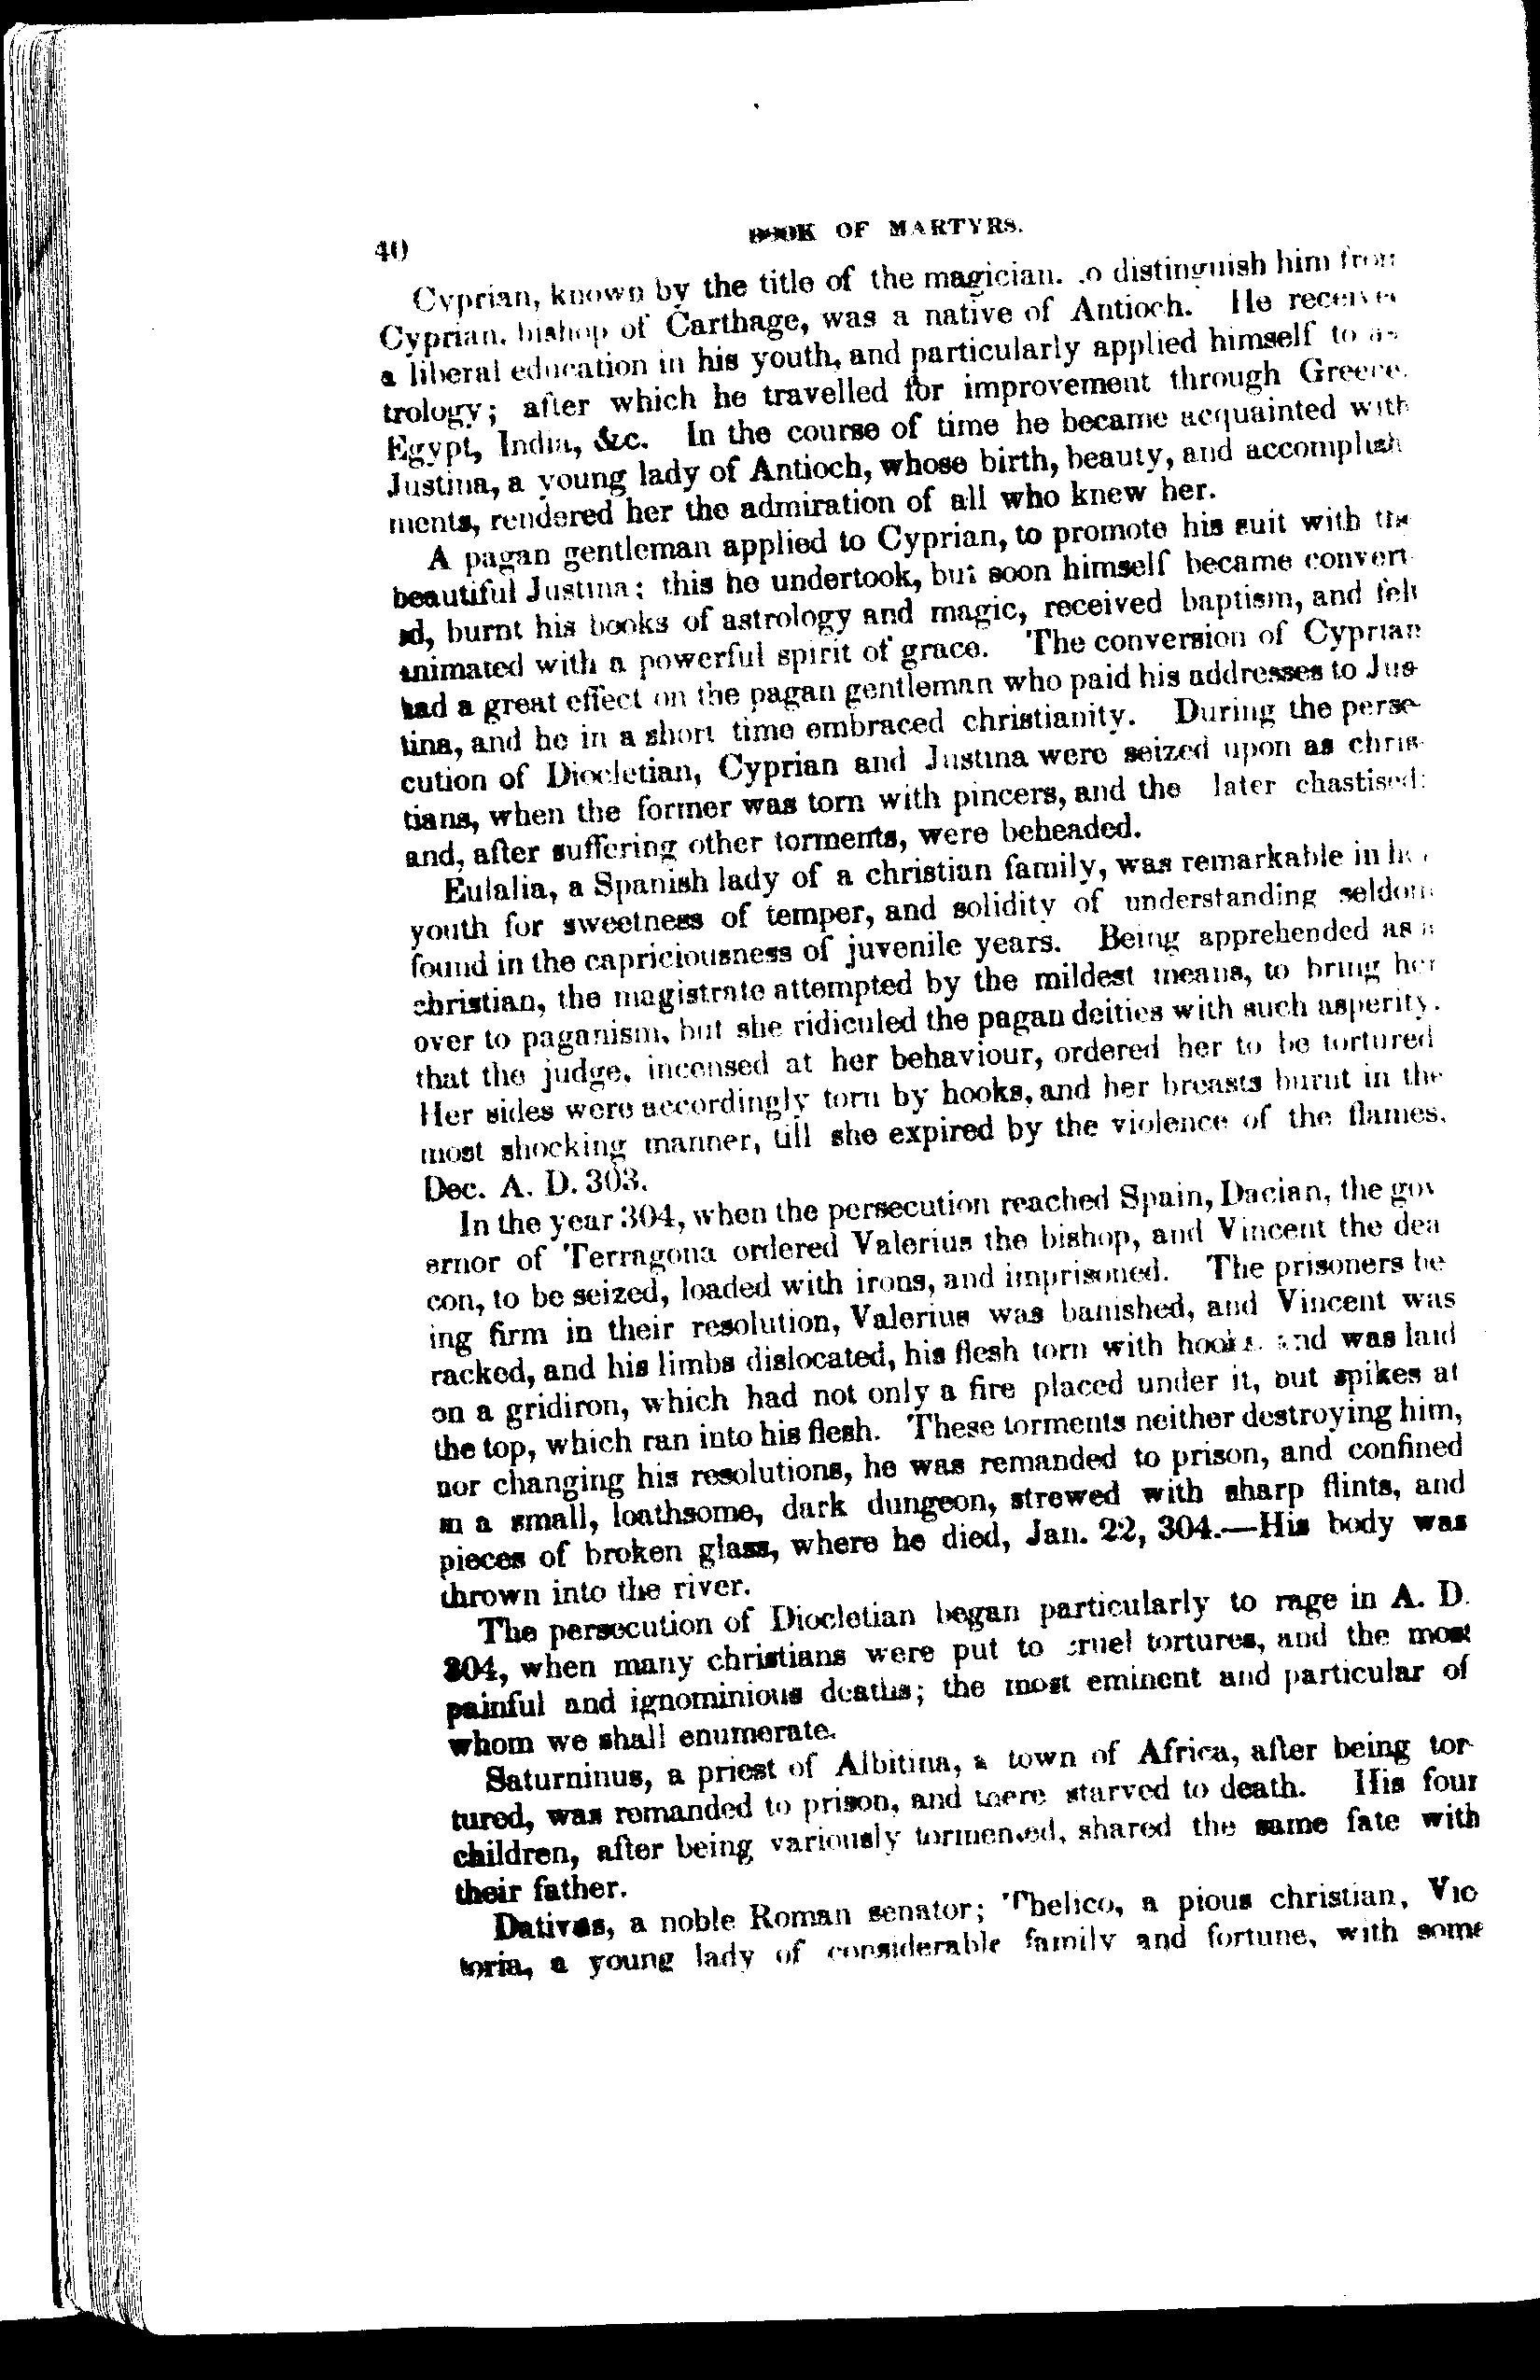 40 BOOK OF MARTYRS.
Cyprian, known by the title of the magician. .o distinguish him from
Cyprian, bishop of Carthage, was a native of Antioch. He receive
a liberal education in his youth, and particularly applied himself to as
trology; after which he travelled for improvement through Greece.
Egypt, India, &c. In the course of time he became acquainted with
Justina, a young lady of Antioch, whose birth, beauty, and accomplish
ments, rendered her the admiration of all who knew her.
A pagan gentleman applied to Cyprian, to promote his suit with the
beautiful Justina; this he undertook, but soon himself became convert
ed, burnt his books of astrology and magic, received baptism, and felt
animated with a powerful spirit of grace. The conversion of Cyprian
had a great effect on the pagan gentleman who paid his addresses to Jus-
tina, and he in a short time embraced christianity. During the perse-
cution of Diocletian, Cyprian and Justina were seized upon as chris-
tians, when the former was torn with pincers, and the later chastised:
and, after suffering other torments, were beheaded.
Eulalia, a Spanish lady of a christian family, was remarkable in
youth for sweetness of temper, and solidity of understanding seldom
found in the capriciousness of juvenile years. Being apprehended as a
christian, the magistrate attempted by the mildest means, to bring her
over to paganism, but she ridiculed the pagan deities with such asperity.
that the judge, incensed at her behaviour, ordered her to be tortured
Her sides were accordingly torn by hooks, and her breasts burnt in the
most shocking manner, till she expired by the violence of the flames.
Dec. A. D. 303.
In the year 304, when the persecution reached Spain, Dacian, the gov
ernor of Terragona ordered Valerius the bishop, and Vincent the dea
con, to be seized, loaded with irons, and imprisoned. The prisoners be
ing firm in their resolution, Valerius was banished, and Vincent was
racked, and his limbs dislocated, his flesh torn with hooks. and was laid
on a gridiron, which had not only a fire placed under it, but spikes at
the top, which ran into his flesh. These torments neither destroying him,
nor changing his resolutions, he was remanded to prison, and confined
in a small, loathsome, dark dungeon, strewed with sharp flints, and
pieces of broken glass, where he died, Jan. 22, 304.—His body was
thrown into the river.
The persecution of Diocletian began particularly to rage in A. D.
304, when many christians were put to cruel tortures, and the most
painful and ignominious deaths; the most eminent and particular of
whom we shall enumerate.
Saturninus, a priest of Albitina, a town of Africa, after being tor-
tured, was remanded to prison, and there starved to death. His four
children, after being variously tormented, shared the same fate with
their father.
Dativas, a noble Roman senator; Thelico, a pious christian, Vic
toria, a young lady of considerable family and fortune, with some